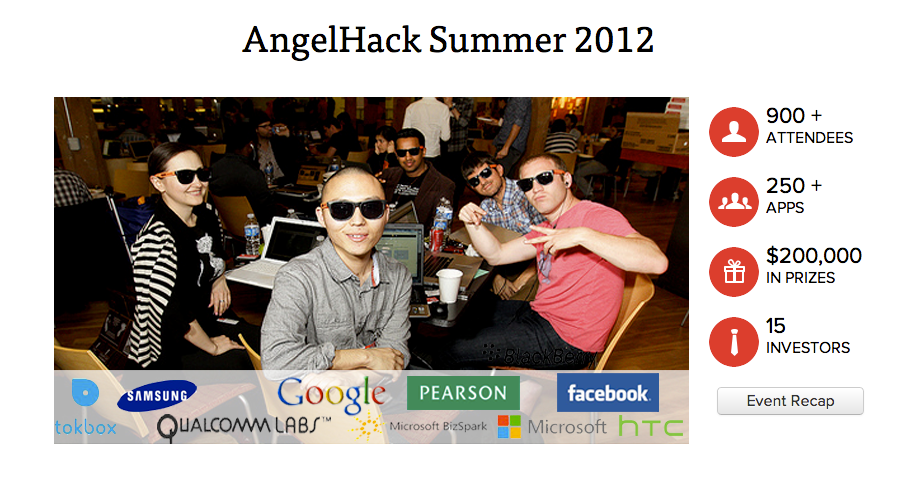 AngelHack Summer 2012
900 +
ATTENDEES
250 +
APPS
$200,000
IN PRIZES
15
INVESTORS
Event Recap
BlackBerry
SAMSUNG
Google
PEARSON
facebook.
tokbox
QUALCOMM LABS™
Microsoft BizSpark
Microsoft
hTC